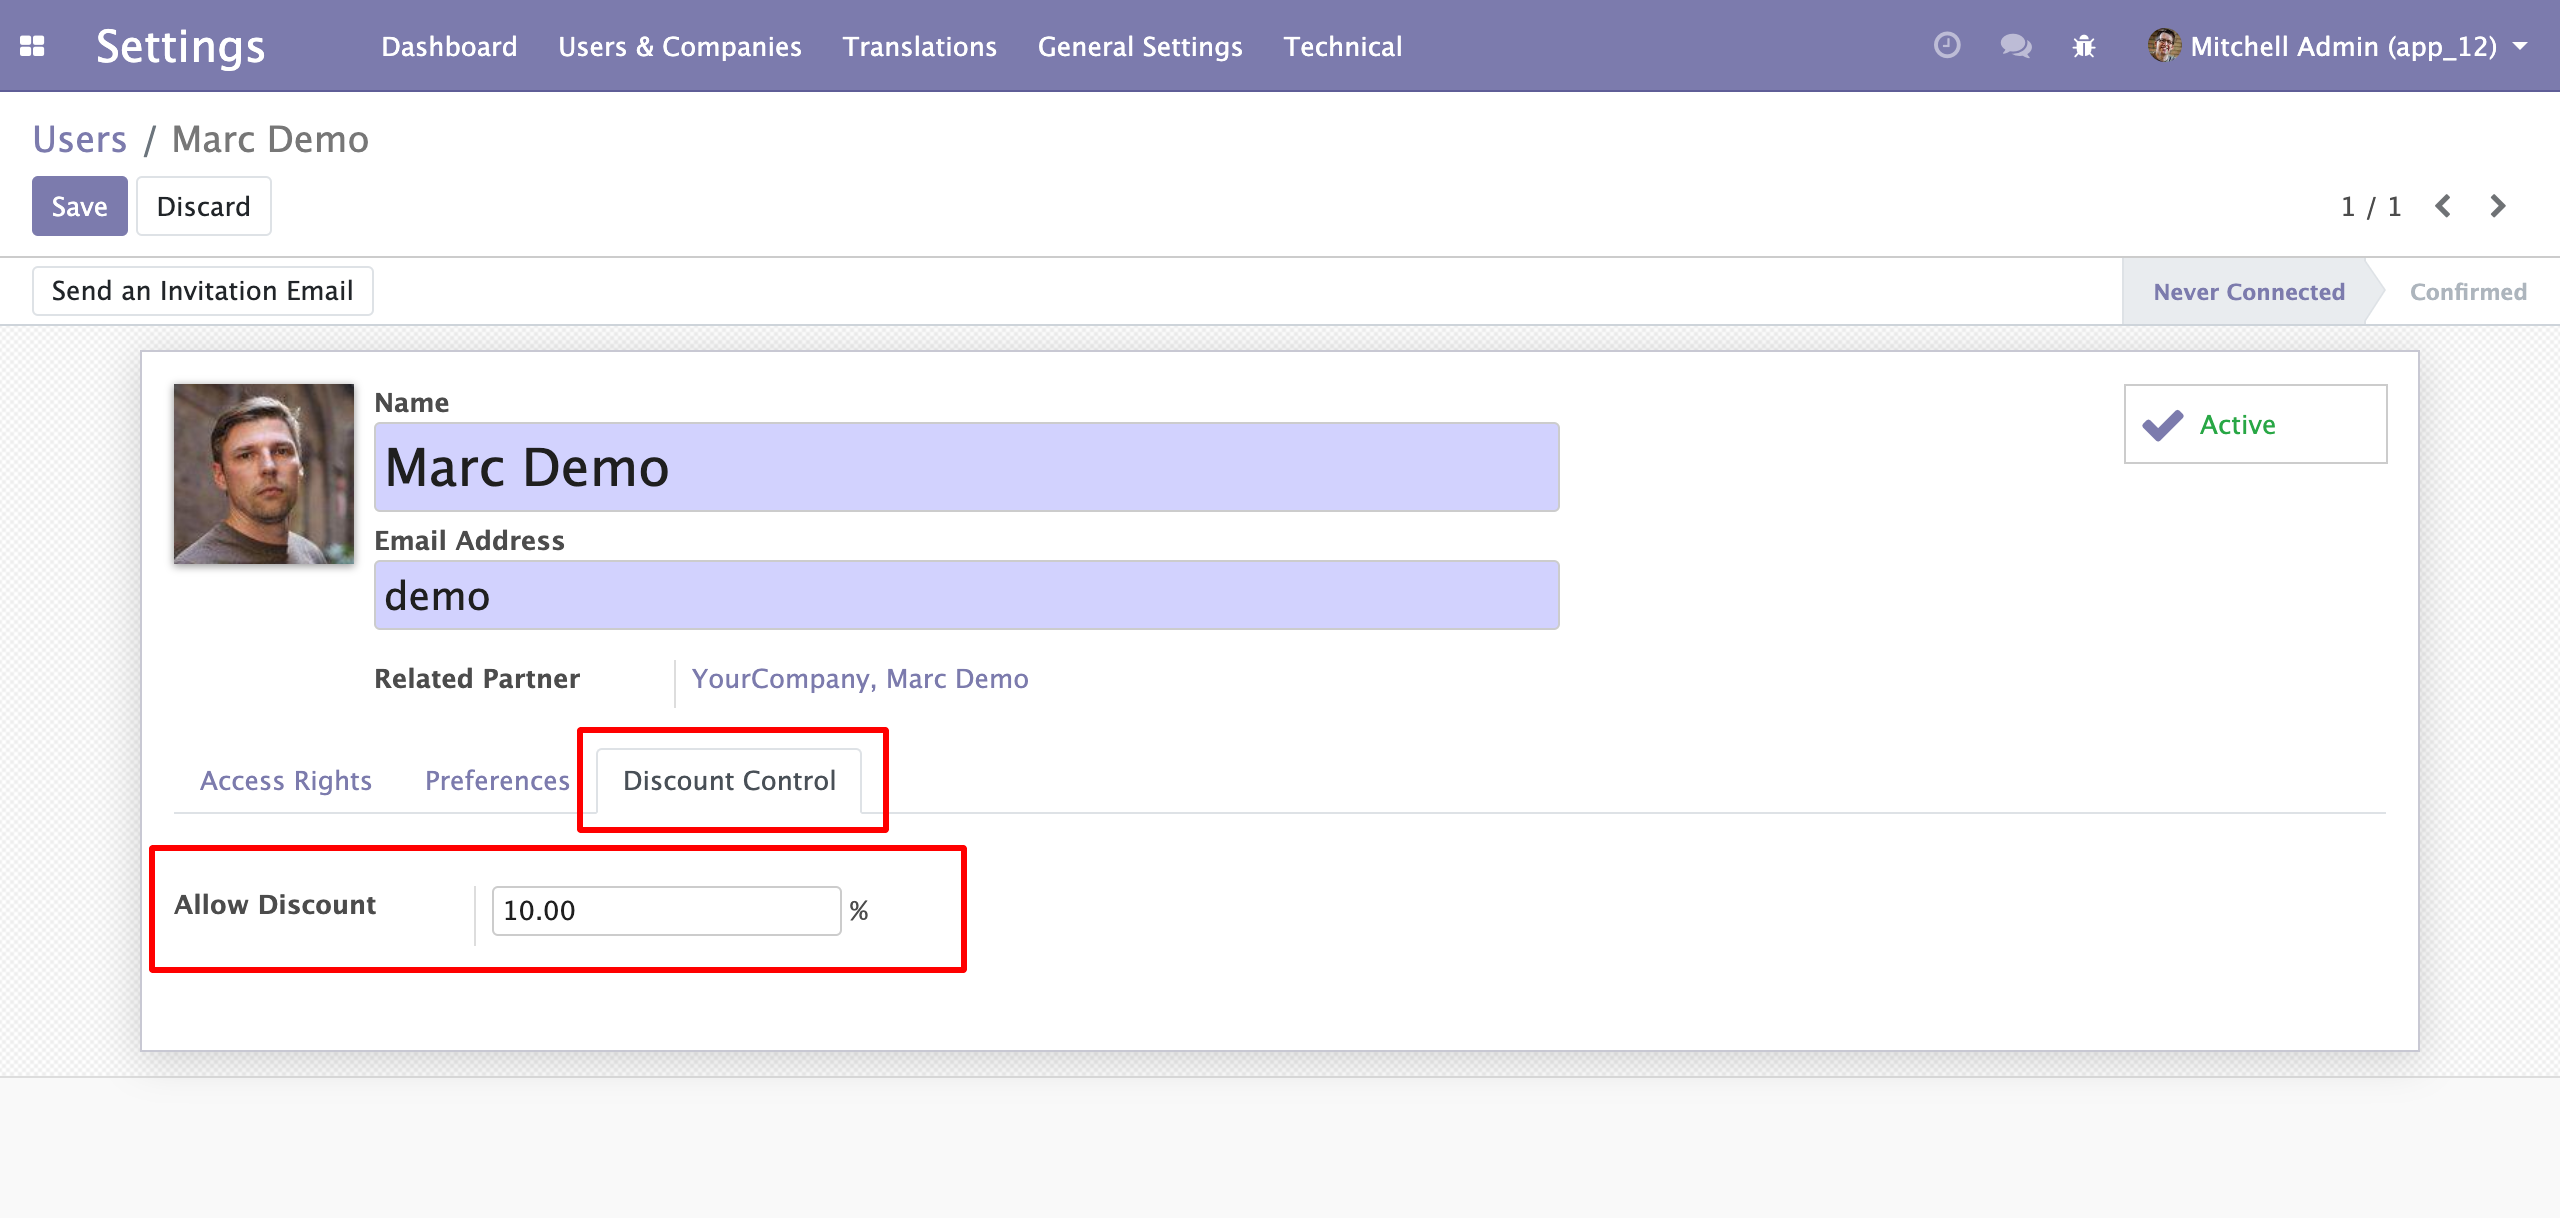 Settings Dashboard Users & Companies Translations General Settings Technical Mitchell Admin (app_12)
Users / Marc Demo
Save Discard 1 / 1
Send an Invitation Email Never Connected Confirmed
Name
Active
Marc Demo
Email Address
demo
Related Partner YourCompany, Marc Demo
Access Rights Preferences Discount Control
Allow Discount 10.00 %